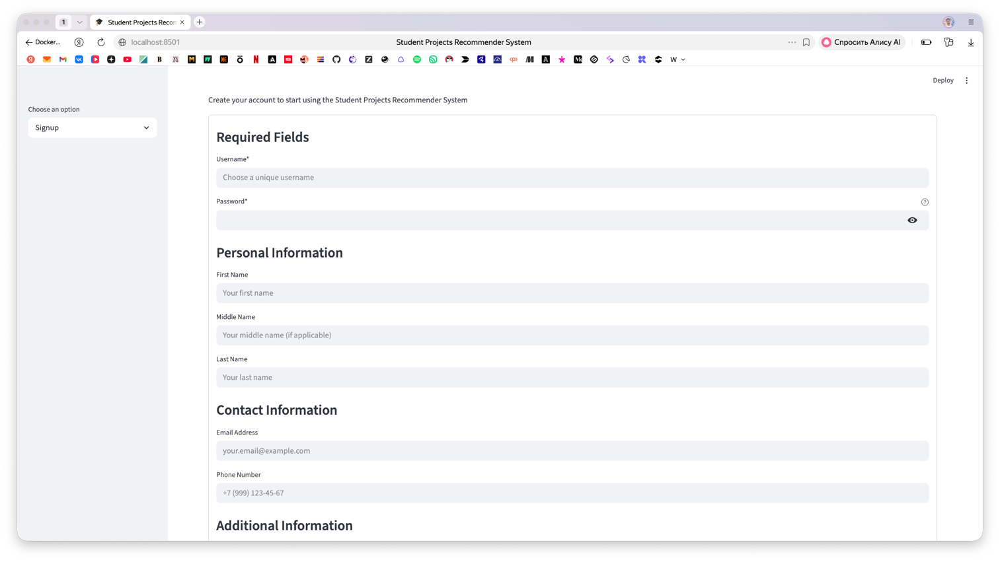 1
Student Projects Recom
Docker...
localhost:8501
Student Projects Recommender System
Спросить Алису AI
W
Deploy
Choose an option
Signup
Create your account to start using the Student Projects Recommender System
Required Fields
Username*
Choose a unique username
Password*
Personal Information
First Name
Your first name
Middle Name
Your middle name (if applicable)
Last Name
Your last name
Contact Information
Email Address
your.email@example.com
Phone Number
+7 (999) 123-45-67
Additional Information